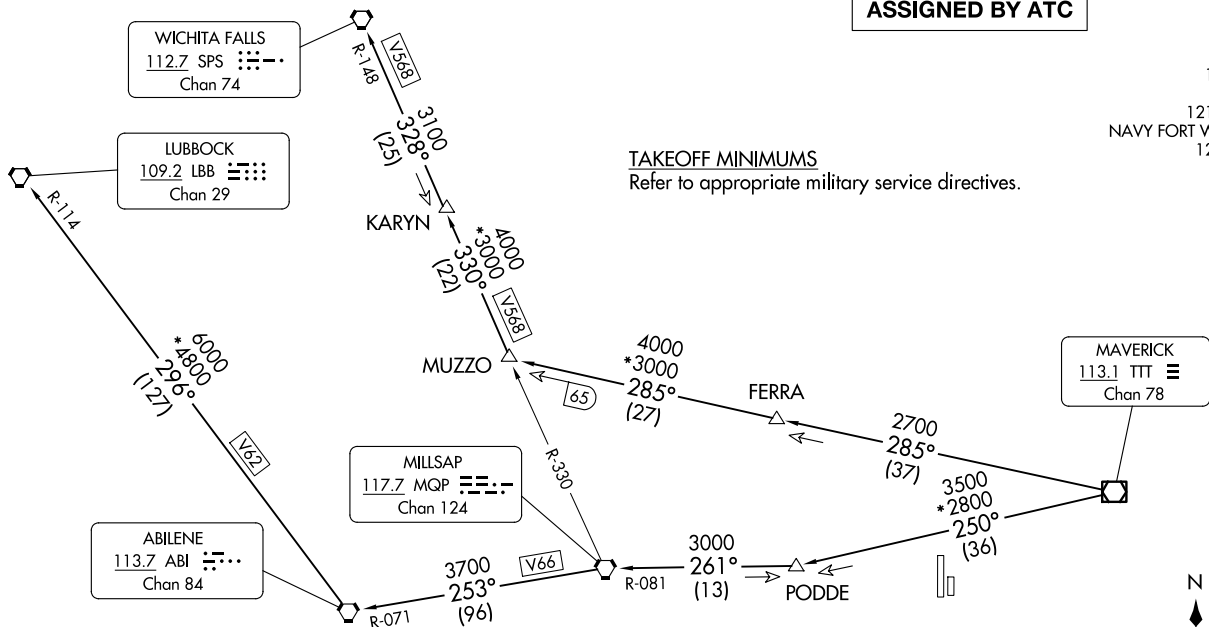 ASSIGNED BY ATC
WICHITA FALLS
112.7 SPS
Chan 74
R-148
V568
3100
328°
(25)
121
NAVY FORT W
12
LUBBOCK
109.2 LBB
Chan 29
R-114
TAKEOFF MINIMUMS
Refer to appropriate military service directives.
KARYN
4000
*3000
330°
(22)
V568
6000
*4800
296°
(127)
V62
MUZZO
65
4000
*3000
285°
(27)
FERRA
MAVERICK
113.1 TTT
Chan 78
2700
285°
(37)
R-330
MILLSAP
117.7 MQP
Chan 124
3500
*2800
250°
(36)
ABILENE
113.7 ABI
Chan 84
R-071
3700
253°
(96)
V66
R-081
3000
261°
(13)
PODDE
N